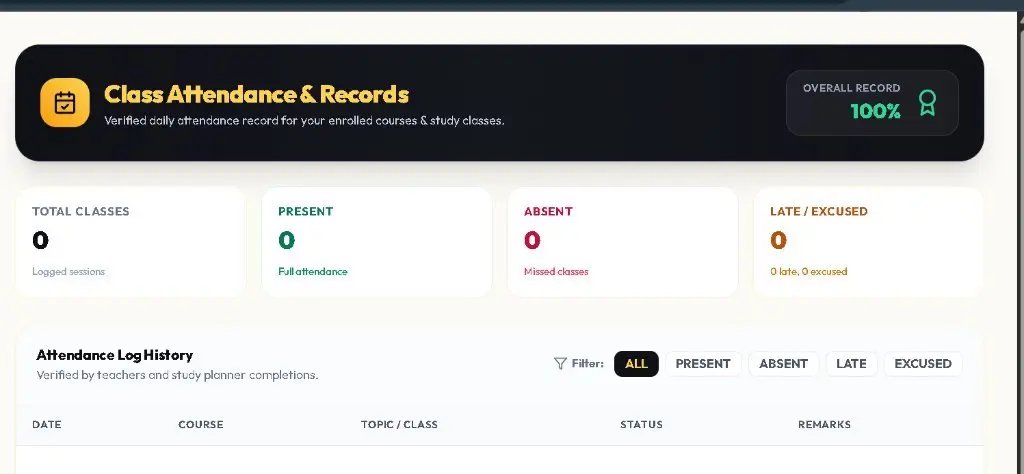 Class Attendance & Records
Verified daily attendance record for your enrolled courses & study classes.
OVERALL RECORD
100%
TOTAL CLASSES
0
Logged sessions
PRESENT
0
Full attendance
ABSENT
0
Missed classes
LATE / EXCUSED
0
0 late, 0 excused
Attendance Log History
Verified by teachers and study planner completions.
Filter: ALL PRESENT ABSENT LATE EXCUSED
DATE COURSE TOPIC / CLASS STATUS REMARKS